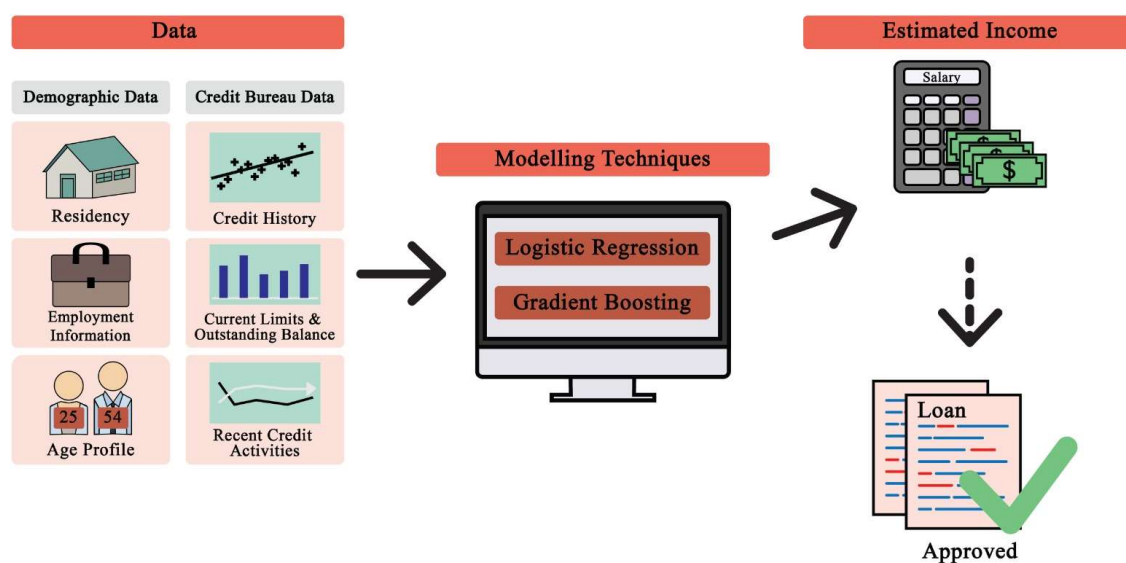 Data
Demographic Data
Credit Bureau Data
Residency
Credit History
Employment
Information
Current Limits &
Outstanding Balance
25
54
Age Profile
Recent Credit
Activities
Modelling Techniques
Logistic Regression
Gradient Boosting
Estimated Income
Salary
$
$
$
Loan
Approved